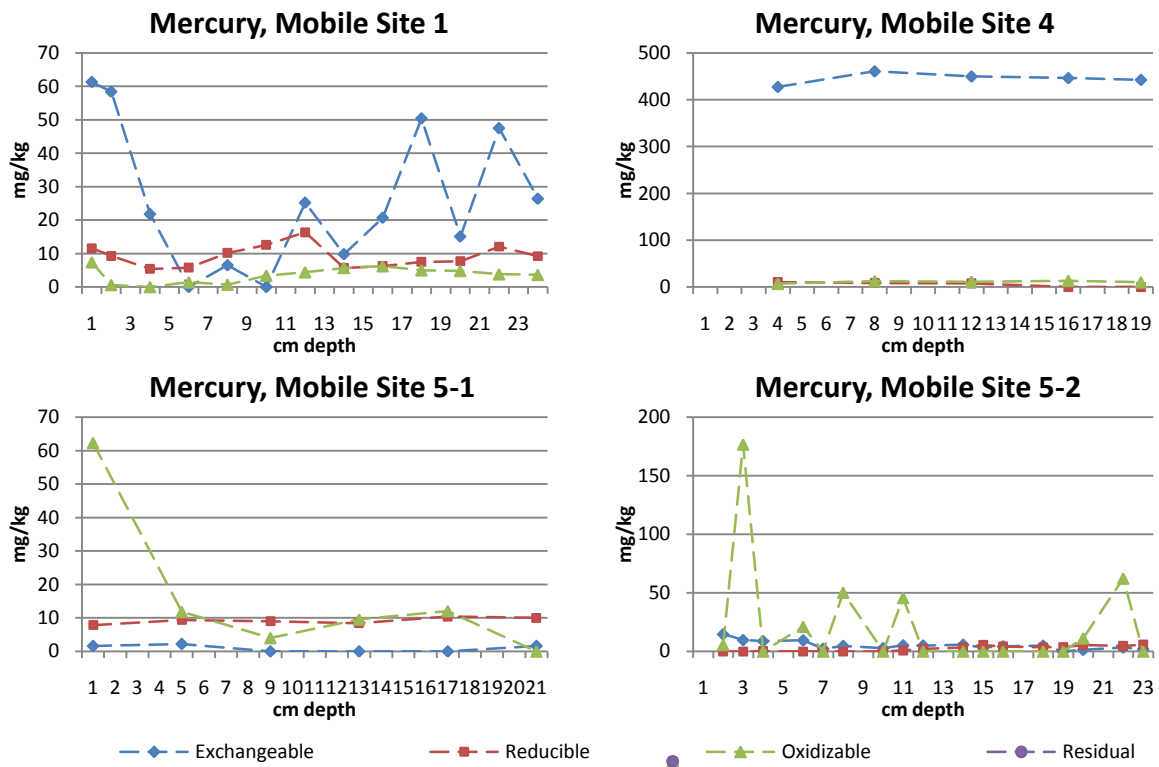 Mercury, Mobile Site 1
70
60
50
40
30
20
10
0
mg/kg
1 3 5 7 9 11 13 15 17 19 21 23
cm depth
Mercury, Mobile Site 4
500
400
300
200
100
0
mg/kg
1 2 3 4 5 6 7 8 9 10 11 12 13 14 15 16 17 18 19
cm depth
Mercury, Mobile Site 5-1
70
60
50
40
30
20
10
0
mg/kg
1 2 3 4 5 6 7 8 9 10 11 12 13 14 15 16 17 18 19 20 21
cm depth
Mercury, Mobile Site 5-2
200
150
100
50
0
mg/kg
1 3 5 7 9 11 13 15 17 19 21 23
cm depth
Exchangeable Reducible Oxidizable Residual